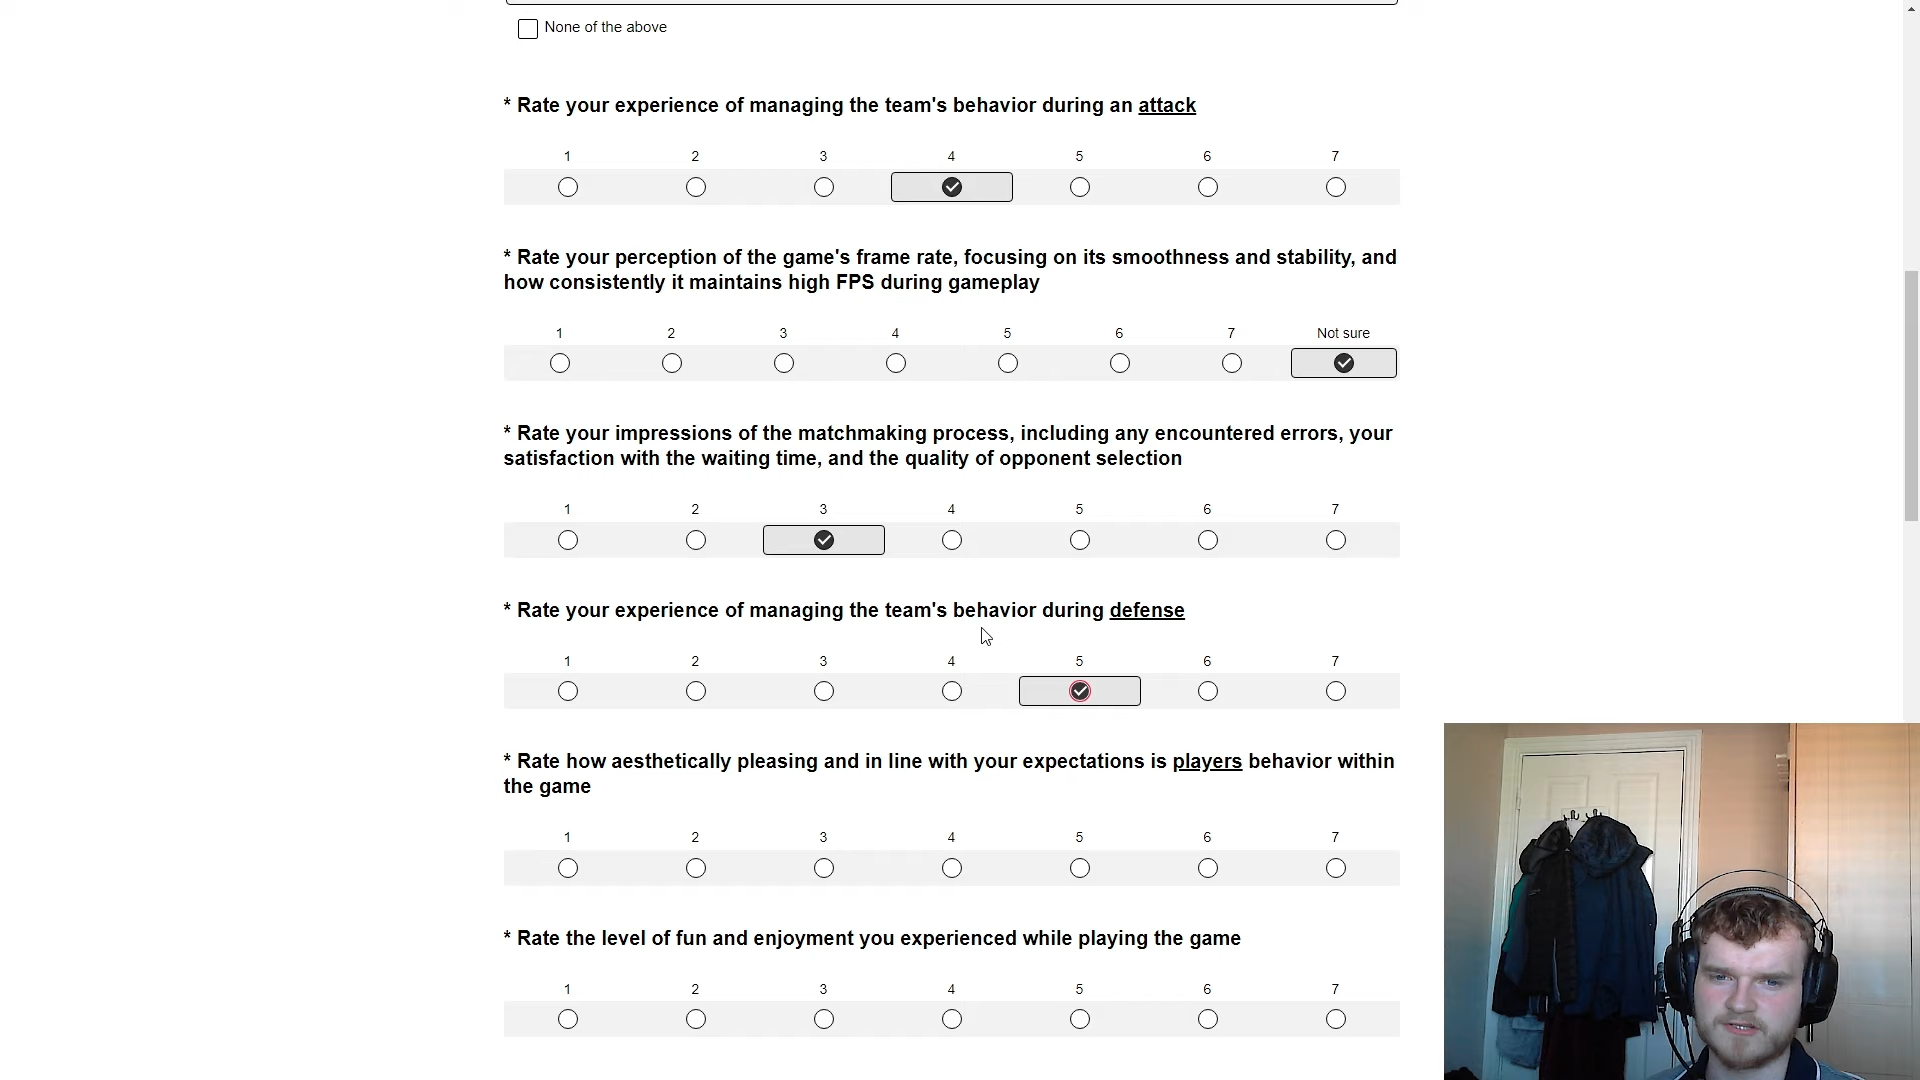 None of the above
* Rate your experience of managing the team's behavior during an attack
1 2 3 4 5 6 7
* Rate your perception of the game's frame rate, focusing on its smoothness and stability, and
how consistently it maintains high FPS during gameplay
1 2 3 4 5 6 7 Not sure
* Rate your impressions of the matchmaking process, including any encountered errors, your
satisfaction with the waiting time, and the quality of opponent selection
1 2 3 4 5 6 7
* Rate your experience of managing the team's behavior during defense
1 2 3 4 5 6 7
* Rate how aesthetically pleasing and in line with your expectations is players behavior within
the game
1 2 3 4 5 6 7
* Rate the level of fun and enjoyment you experienced while playing the game
1 2 3 4 5 6 7